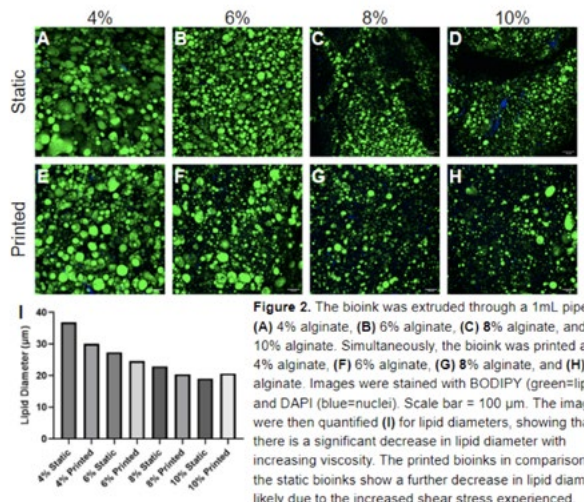 4% 6% 8% 10%
Static
A B C D
Printed
E F G H
I
Lipid Diameter (µm)
40
30
20
10
0
4% Static
4% Printed
6% Static
6% Printed
8% Static
8% Printed
10% Static
10% Printed
Figure 2. The bioink was extruded through a 1mL
(A) 4% alginate, (B) 6% alginate, (C) 8% alginate, and
10% alginate. Simultaneously, the bioink was printed
4% alginate, (F) 6% alginate, (G) 8% alginate, and (H)
alginate. Images were stained with BODIPY (green=
and DAPI (blue=nuclei). Scale bar = 100 µm. The
were then quantified (I) for lipid diameters, showing
there is a significant decrease in lipid diameter with
increasing viscosity. The printed bioinks in comparison
the static bioinks show a further decrease in lipid
likely due to the increased shear stress experienced